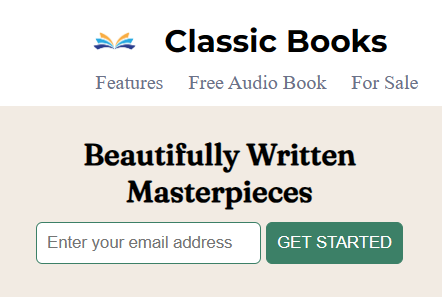 Classic Books
Features Free Audio Book For Sale
Beautifully Written
Masterpieces
Enter your email address GET STARTED